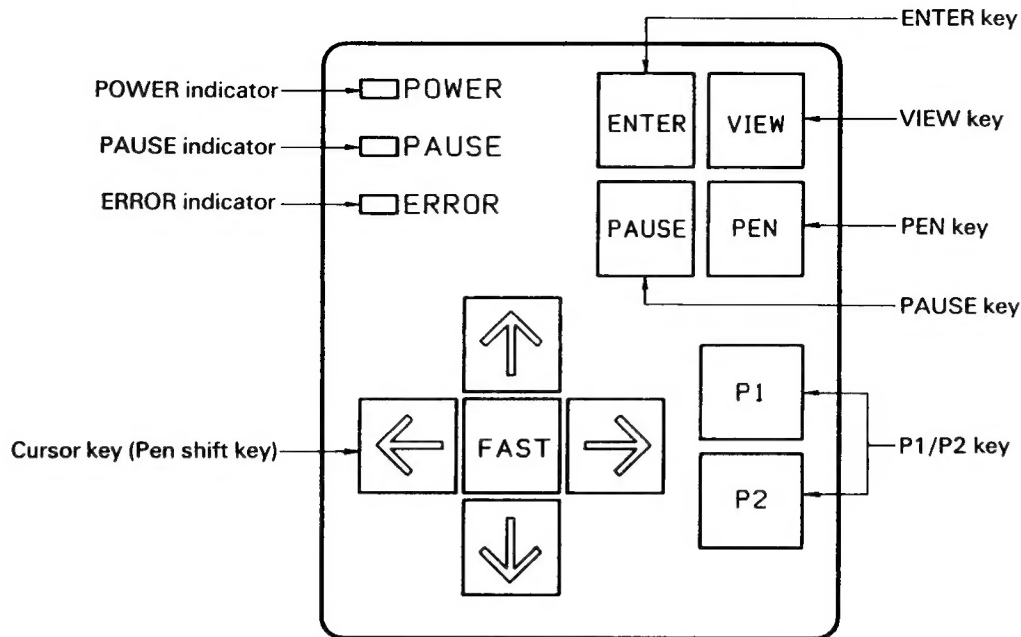 ENTER key
POWER indicator
POWER
ENTER
VIEW
VIEW key
PAUSE indicator
PAUSE
ERROR indicator
ERROR
PAUSE
PEN
PEN key
PAUSE key
P1
Cursor key (Pen shift key)
FAST
P1/P2 key
P2